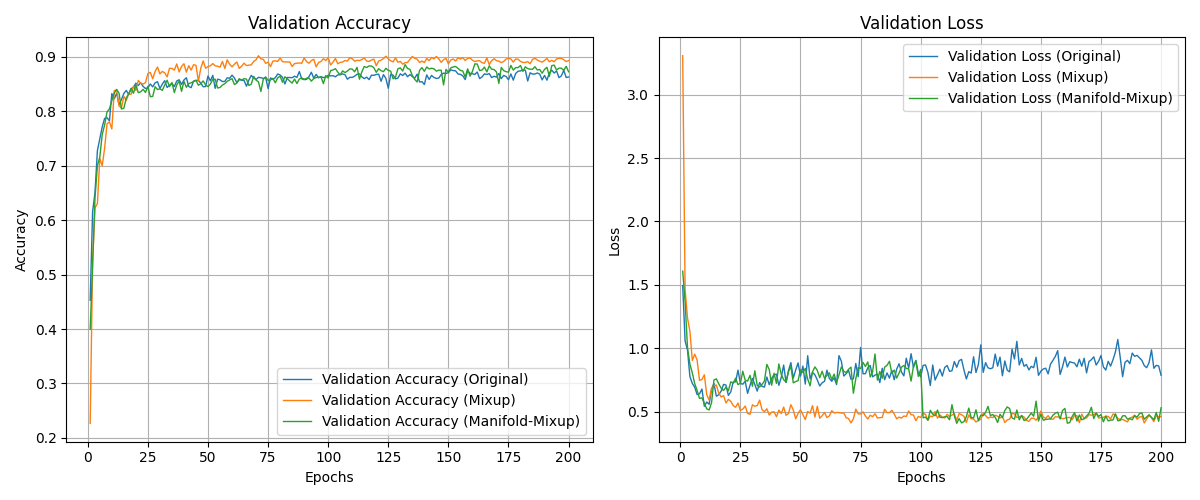 Validation Accuracy
0.9
0.8
0.7
0.6
0.5
0.4
0.3
0.2
Accuracy
0
25
50
75
100
125
150
175
200
Epochs
Validation Accuracy (Original)
Validation Accuracy (Mixup)
Validation Accuracy (Manifold-Mixup)
Validation Loss
3.0
2.5
2.0
1.5
1.0
0.5
Loss
0
25
50
75
100
125
150
175
200
Epochs
Validation Loss (Original)
Validation Loss (Mixup)
Validation Loss (Manifold-Mixup)